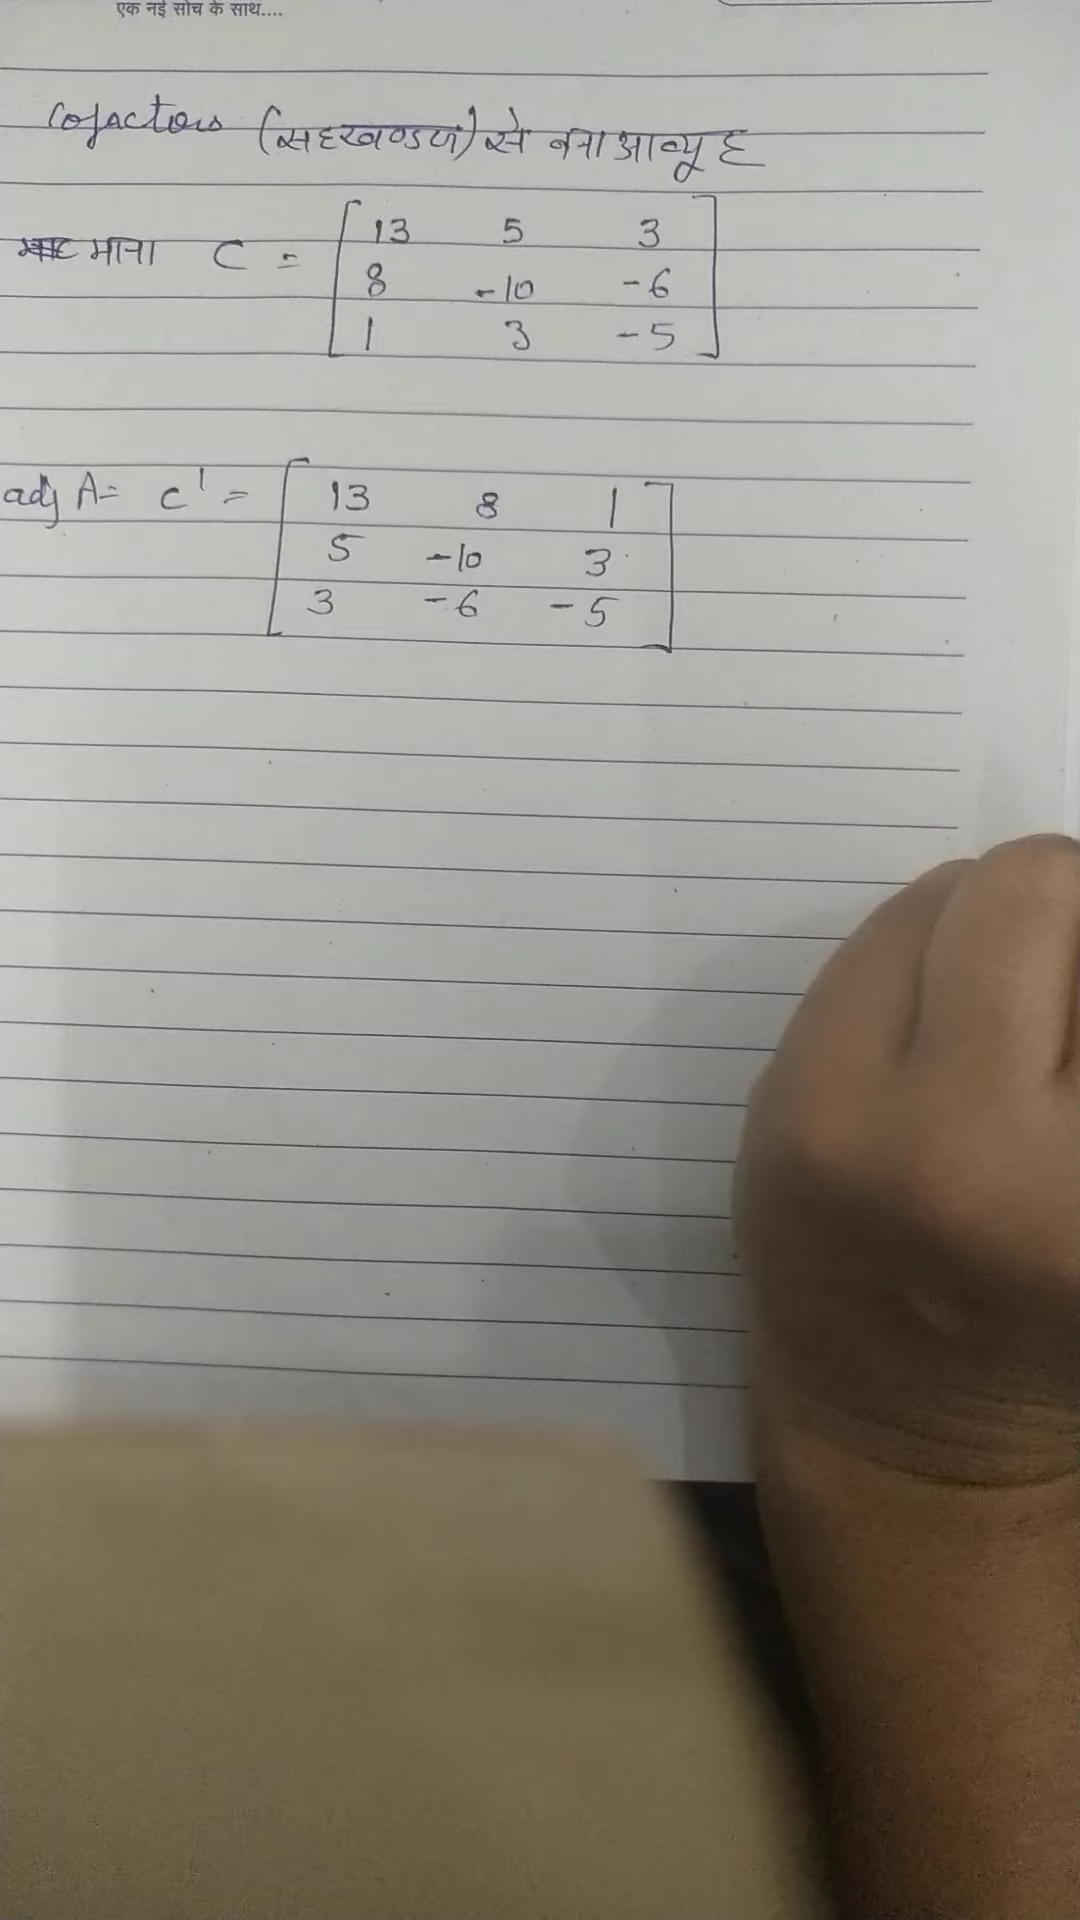 एक नई सोच के साथ....
Cofactors (सहखण्डज) से बना आव्यूह
माना C = [ 13 5 3
8 -10 -6
1 3 -5 ]
adj A = C' = [ 13 8 1
5 -10 3
3 -6 -5 ]